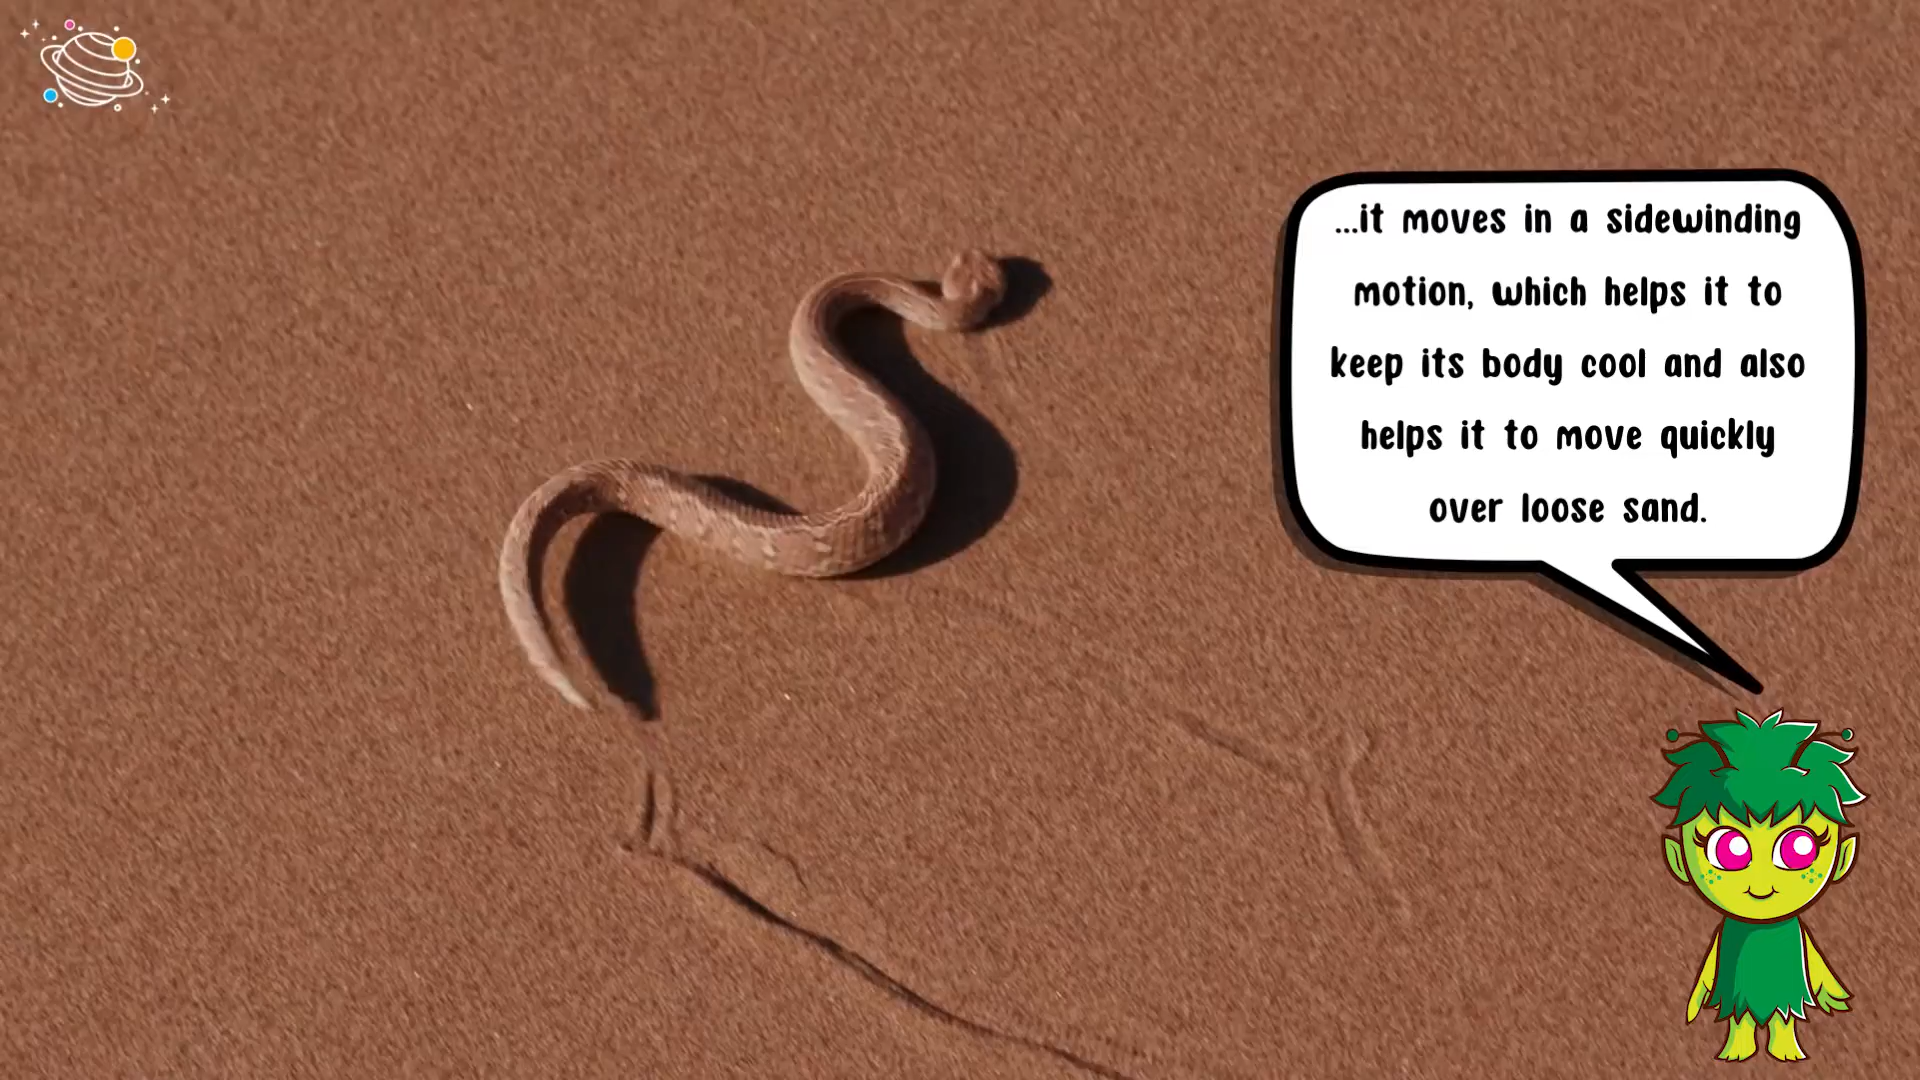 ...it moves in a sidewinding
motion, which helps it to
keep its body cool and also
helps it to move quickly
over loose sand.